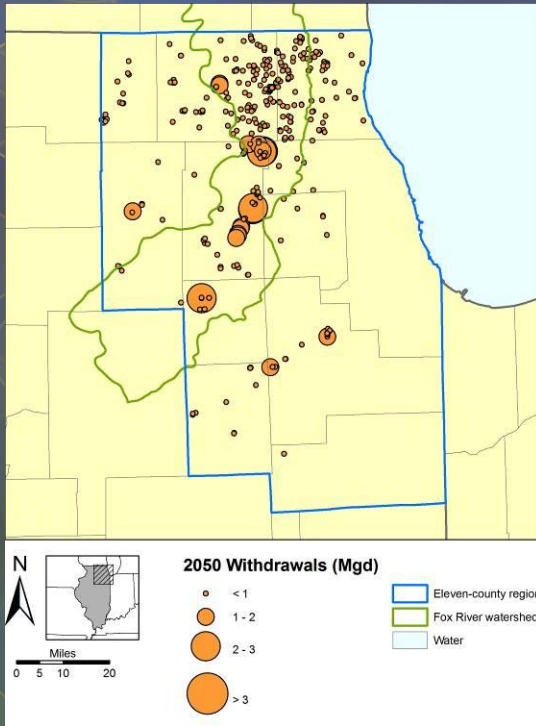 N
Miles
0 5 10 20
2050 Withdrawals (Mgd)
< 1
1 - 2
2 - 3
> 3
Eleven-county region
Fox River watershed
Water